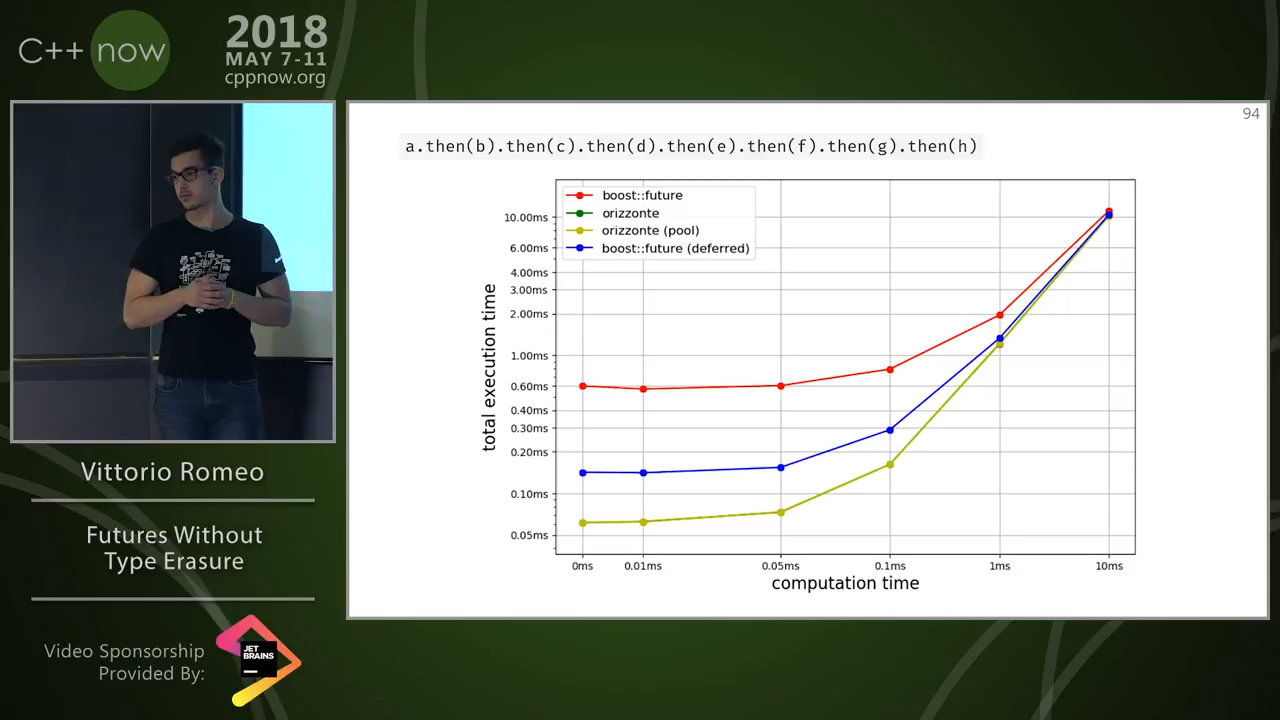 C++ now
2018
MAY 7-11
cppnow.org
94
a.then(b).then(c).then(d).then(e).then(f).then(g).then(h)
boost::future
orizzonte
orizzonte (pool)
boost::future (deferred)
total execution time
10.00ms
6.00ms
4.00ms
3.00ms
2.00ms
1.00ms
0.60ms
0.40ms
0.30ms
0.20ms
0.10ms
0.05ms
0ms 0.01ms 0.05ms 0.1ms 1ms 10ms
computation time
Vittorio Romeo
Futures Without
Type Erasure
Video Sponsorship
Provided By:
JET
BRAINS